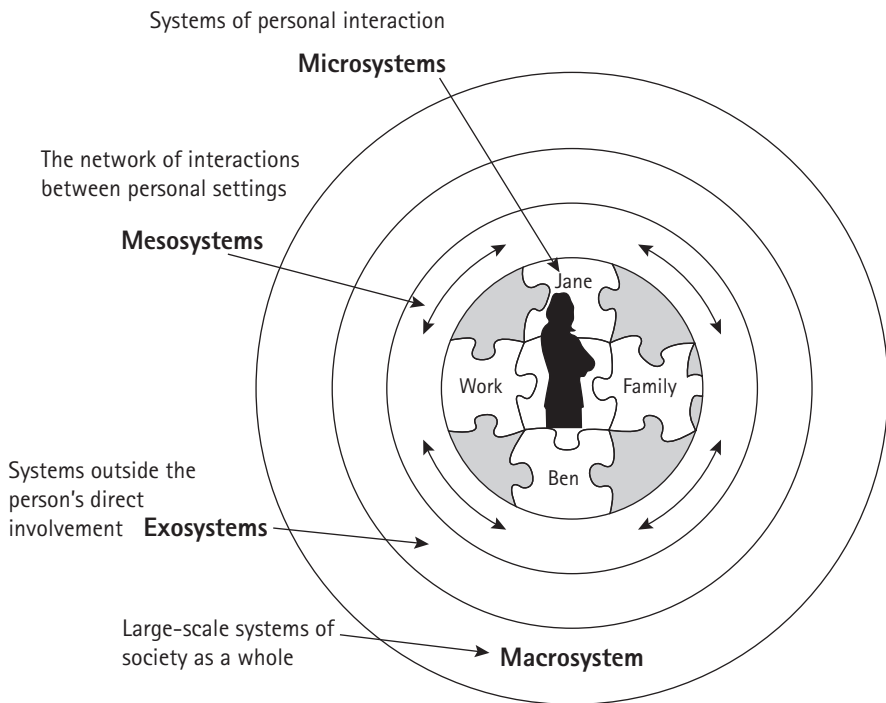 Systems of personal interaction
Microsystems
The network of interactions
between personal settings
Mesosystems
Jane
Work
Family
Ben
Systems outside the
person's direct
involvement Exosystems
Large-scale systems of
society as a whole
Macrosystem